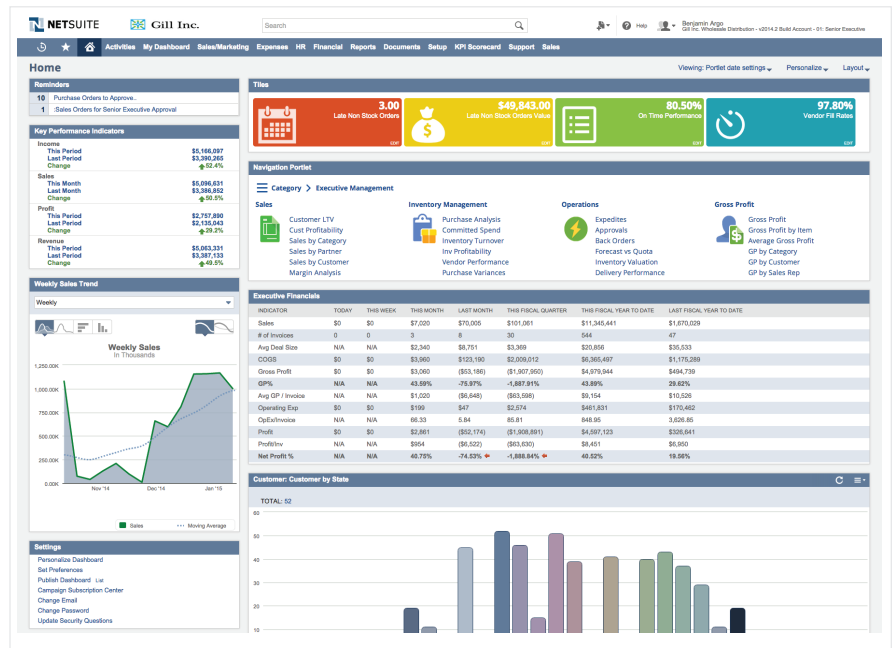 NETSUITE
Gill Inc.
Search
Help
Benjamin Argo
Gill Inc. Wholesale Distribution - v2014.2 Build Account - 01: Senior Executive
Activities My Dashboard Sales/Marketing Expenses HR Financial Reports Documents Setup KPI Scorecard Support Sales
Home
Viewing: Portlet date settings Personalize Layout
Reminders
10 Purchase Orders to Approve..
1 :Sales Orders for Senior Executive Approval
Key Performance Indicators
Income
This Period $5,166,097
Last Period $3,390,265
Change 52.4%
Sales
This Month $5,096,631
Last Month $3,386,852
Change 50.5%
Profit
This Period $2,757,890
Last Period $2,135,043
Change 29.2%
Revenue
This Period $5,063,331
Last Period $3,387,133
Change 49.5%
Weekly Sales Trend
Weekly
Weekly Sales
In Thousands
1,250.00K
1,000.00K
750.00K
500.00K
250.00K
0.00K
Nov '14 Dec '14 Jan '15
Sales Moving Average
Settings
Personalize Dashboard
Set Preferences
Publish Dashboard List
Campaign Subscription Center
Change Email
Change Password
Update Security Questions
Tiles
3.00
Late Non Stock Orders
EDIT
$49,843.00
Late Non Stock Orders Value
EDIT
80.50%
On Time Performance
EDIT
97.80%
Vendor Fill Rates
EDIT
Navigation Portlet
Category Executive Management
Sales
Customer LTV
Cust Profitability
Sales by Category
Sales by Partner
Sales by Customer
Margin Analysis
Inventory Management
Purchase Analysis
Committed Spend
Inventory Turnover
Inv Profitability
Vendor Performance
Purchase Variances
Operations
Expedites
Approvals
Back Orders
Forecast vs Quota
Inventory Valuation
Delivery Performance
Gross Profit
Gross Profit
Gross Profit by Item
Average Gross Profit
GP by Category
GP by Customer
GP by Sales Rep
Executive Financials
INDICATOR TODAY THIS WEEK THIS MONTH LAST MONTH THIS FISCAL QUARTER THIS FISCAL YEAR TO DATE LAST FISCAL YEAR TO DATE
Sales $0 $0 $7,020 $70,005 $101,061 $11,345,441 $1,670,029
# of Invoices 0 0 3 8 30 544 47
Avg Deal Size N/A N/A $2,340 $8,751 $3,369 $20,856 $35,533
COGS $0 $0 $3,960 $123,190 $2,009,012 $6,365,497 $1,175,289
Gross Profit $0 $0 $3,060 ($53,186) ($1,907,950) $4,979,944 $494,739
GP% N/A N/A 43.59% -75.97% -1,887.91% 43.89% 29.62%
Avg GP / Invoice N/A N/A $1,020 ($6,648) ($63,598) $9,154 $10,526
Operating Exp $0 $0 $199 $47 $2,574 $461,831 $170,462
OpEx/Invoice N/A N/A 66.33 5.84 85.81 848.95 3,626.85
Profit $0 $0 $2,861 ($52,174) ($1,908,891) $4,597,123 $326,641
Profit/Inv N/A N/A $954 ($6,522) ($63,630) $8,451 $6,950
Net Profit % N/A N/A 40.75% -74.53% -1,888.84% 40.52% 19.56%
Customer: Customer by State
TOTAL: 52
60
50
40
30
20
10